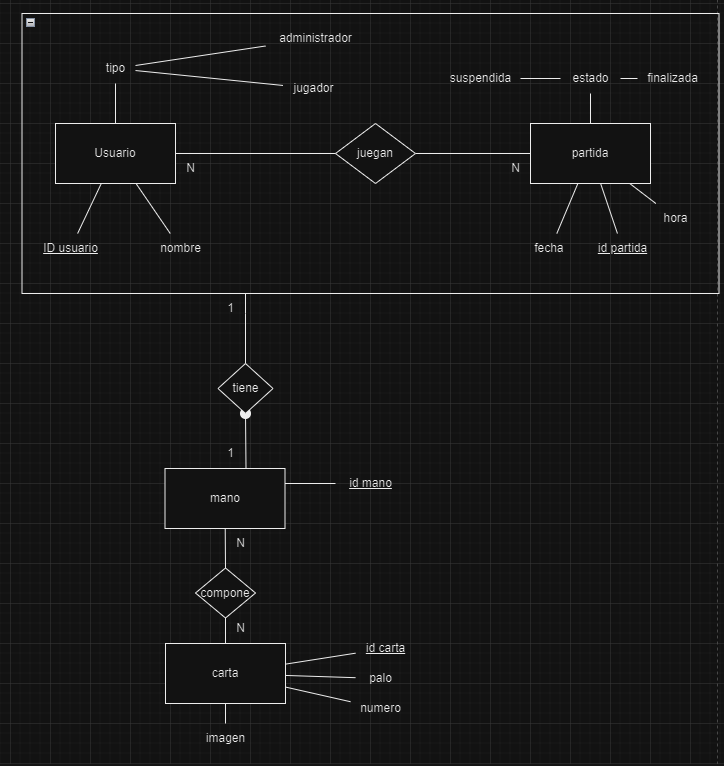 administrador
tipo
jugador
suspendida
estado
finalizada
Usuario
juegan
partida
N
N
hora
ID usuario
nombre
fecha
id partida
1
tiene
1
mano
id mano
N
compone
N
carta
id carta
palo
numero
imagen